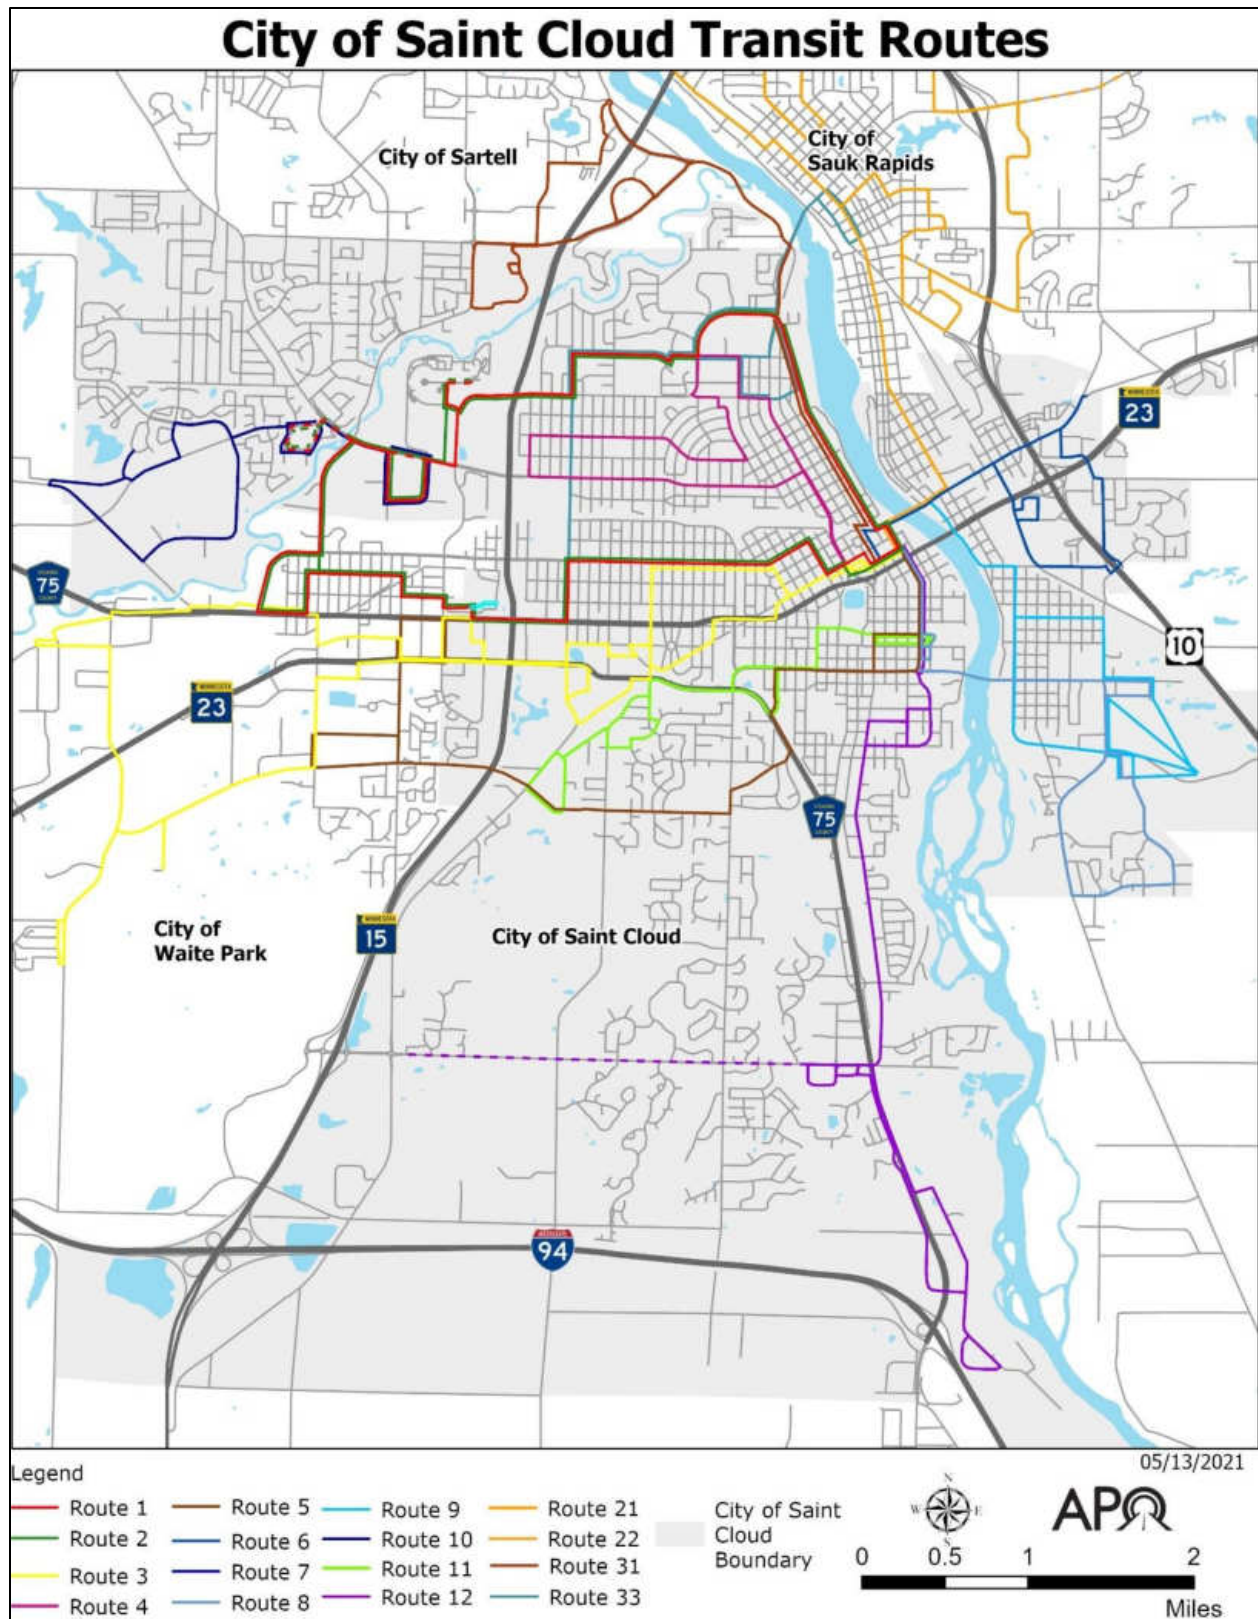 City of Saint Cloud Transit Routes
City of Sartell
City of
Sauk Rapids
MINNESOTA
23
75
10
MINNESOTA
23
75
City of
Waite Park
MINNESOTA
15
City of Saint Cloud
94
05/13/2021
Legend
Route 1
Route 2
Route 3
Route 4
Route 5
Route 6
Route 7
Route 8
Route 9
Route 10
Route 11
Route 12
Route 21
Route 22
Route 31
Route 33
City of Saint
Cloud
Boundary
N
W E
S
APO
0 0.5 1 2
Miles